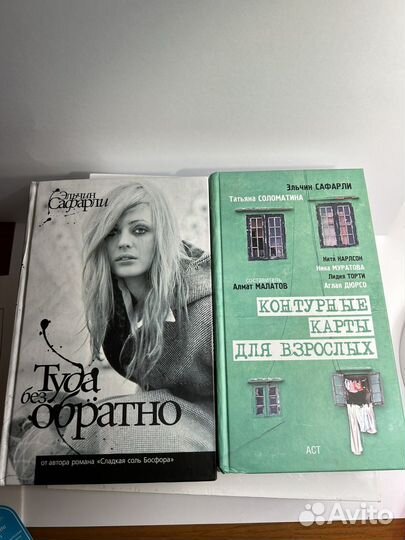 Эльчин
Сафарли
Туда
без
обратно
от автора романа «Сладкая соль Босфора»
Эльчин САФАРЛИ
Татьяна СОЛОМАТИНА
Китя КАРЛСОН
Ника МУРАТОВА
Лидия ТОРТИ
Аглая ДЮРСО
СОСТАВИТЕЛЬ
Алмат МАЛАТОВ
КОНТУРНЫЕ
КАРТЫ
ДЛЯ ВЗРОСЛЫХ
АСТ
Avito